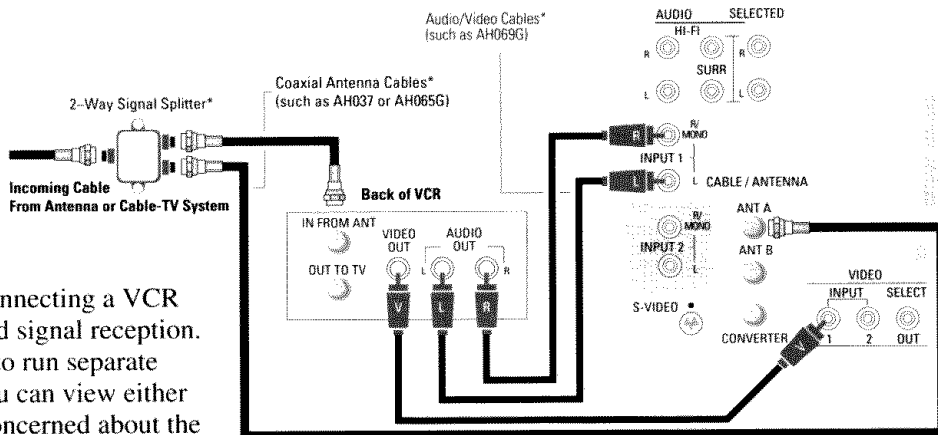 Audio/Video Cables*
(such as AH069G)
AUDIO
SELECTED
HI-FI
R
R
SURR
L
L
Coaxial Antenna Cables*
(such as AH037 or AH065G)
2-Way Signal Splitter*
Incoming Cable
From Antenna or Cable-TV System
R
R/
MONO
INPUT 1
L
L
CABLE / ANTENNA
Back of VCR
IN FROM ANT
VIDEO
OUT
AUDIO
OUT
OUT TO TV
L
R
V
L
R
R/
MONO
INPUT 2
L
ANT A
ANT B
S-VIDEO
CONVERTER
VIDEO
INPUT
SELECT
V
1
2
OUT
onnecting a VCR
d signal reception.
to run separate
u can view either
oncerned about the